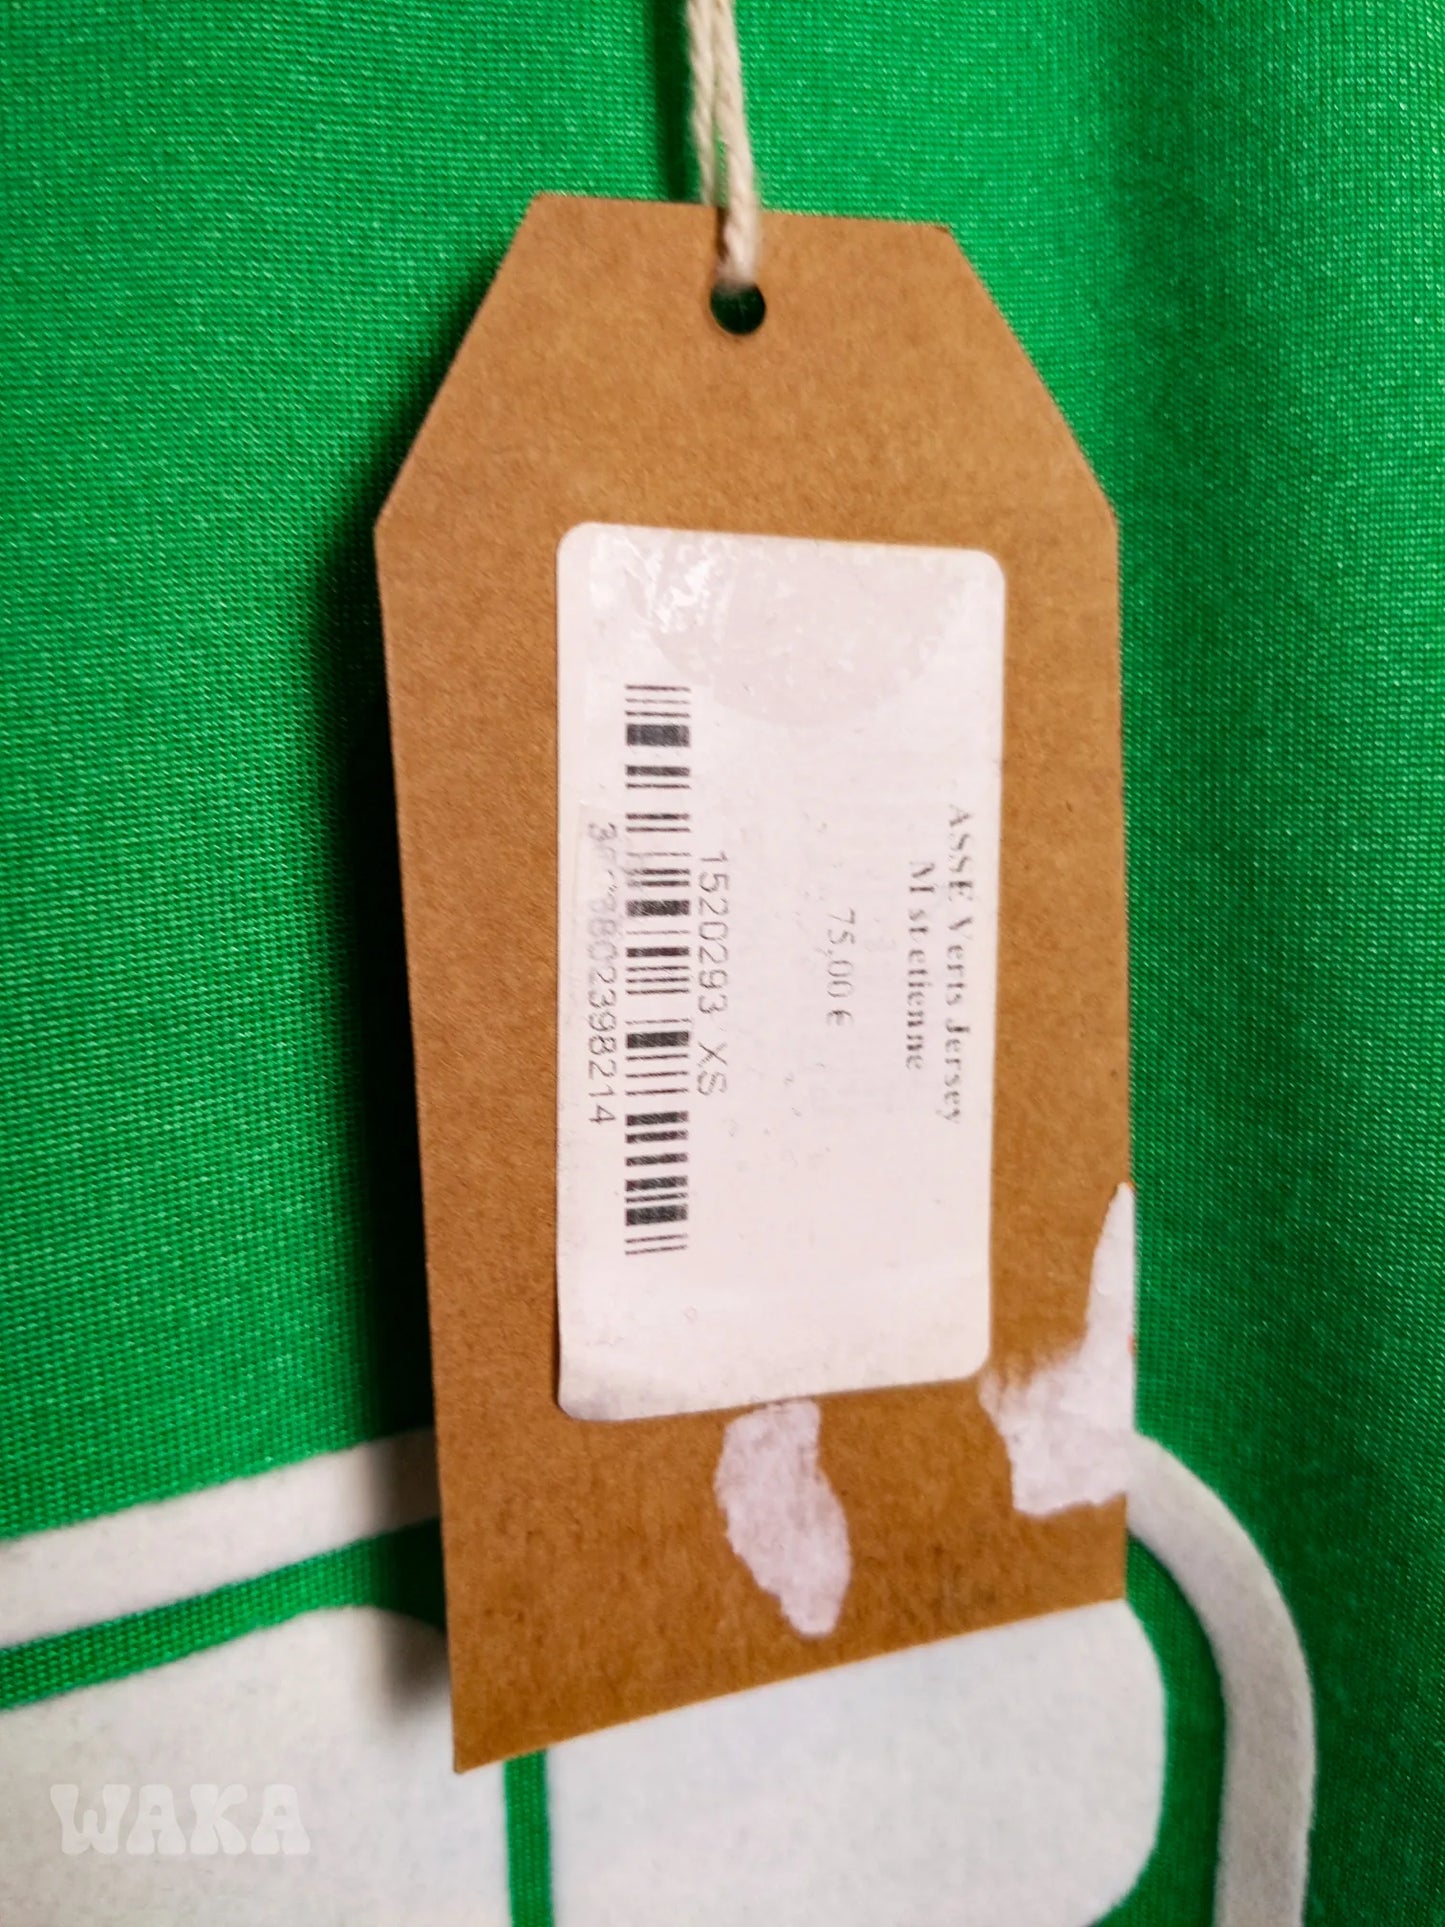 ASSE Verts Jersey
M st etienne
75,00 €
1520293 XS
WAKA